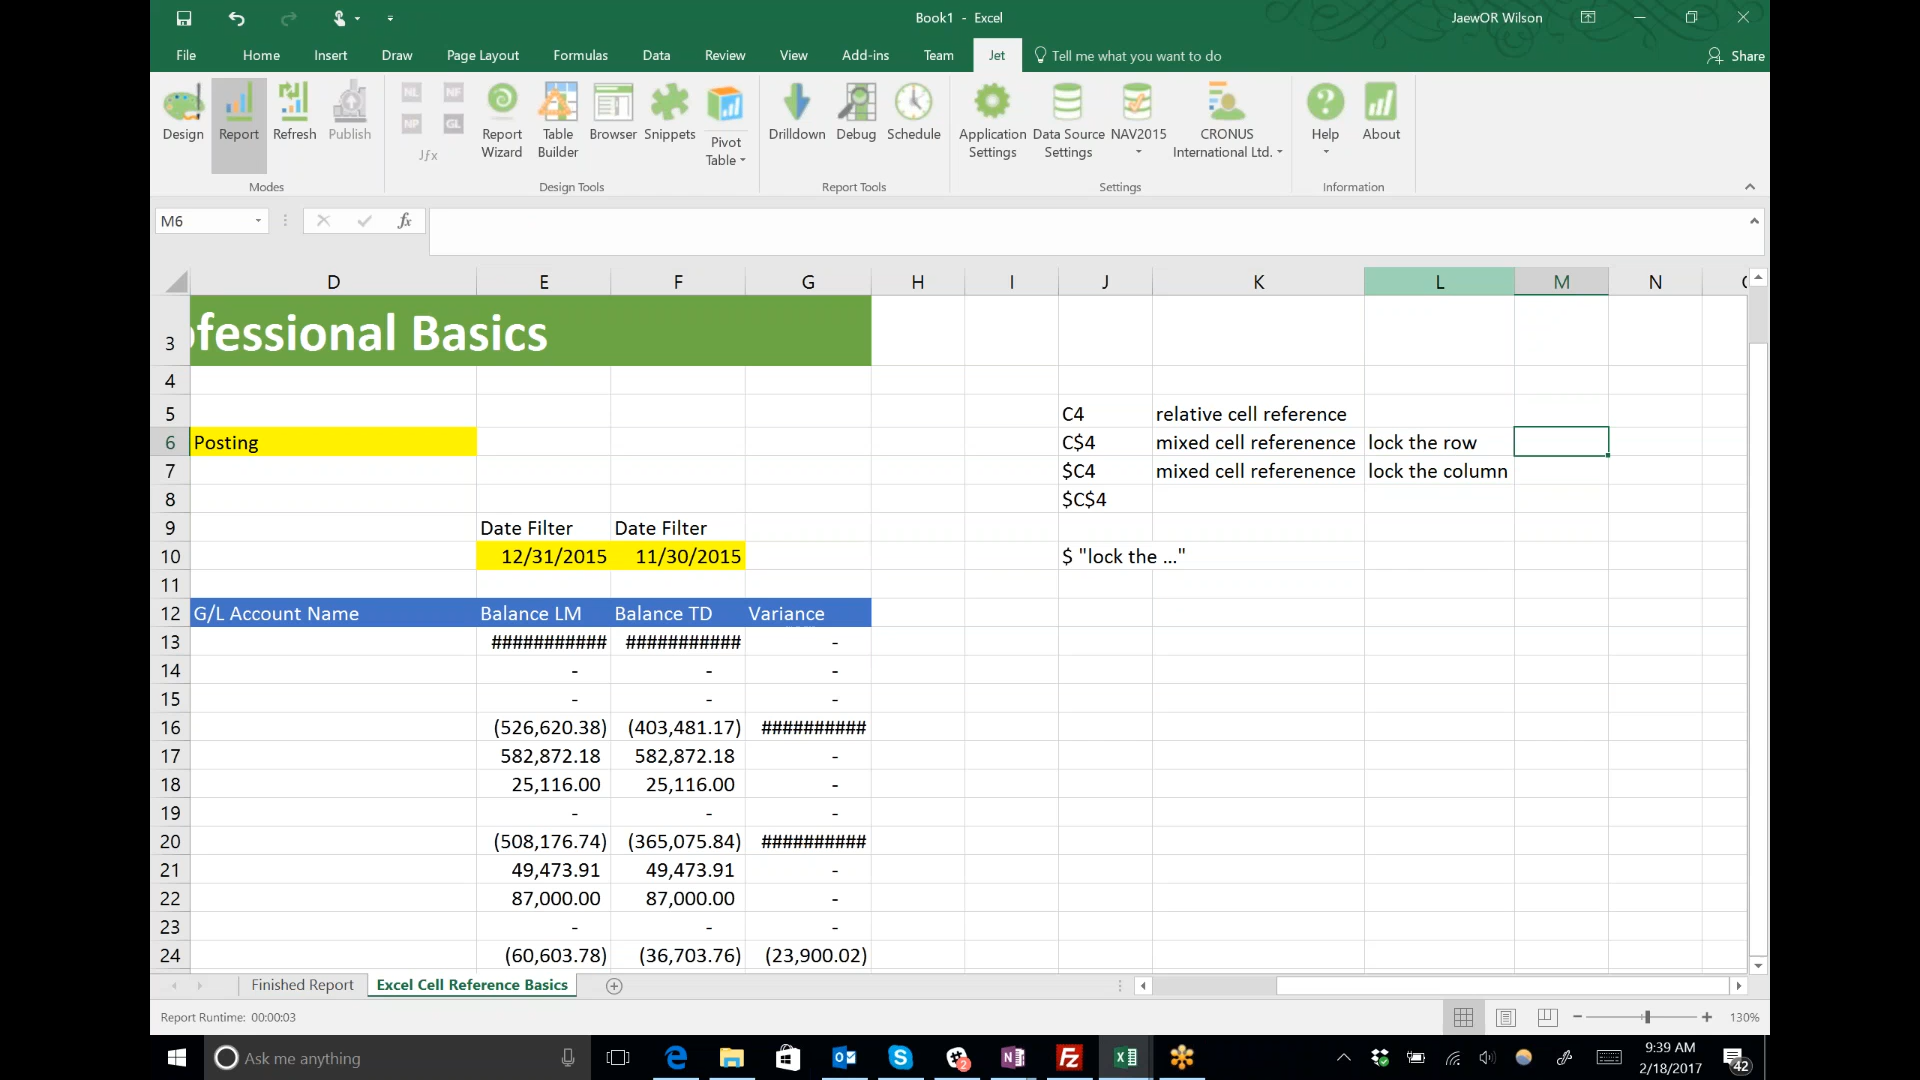 Book1 - Excel
JaewOR Wilson
File Home Insert Draw Page Layout Formulas Data Review View Add-ins Team Jet Tell me what you want to do Share
Design Report Refresh Publish
NL NF
NP GL
Jƒx
Report Wizard
Table Builder
Browser Snippets
Pivot Table
Drilldown Debug Schedule
Application Settings
Data Source Settings
NAV2015
CRONUS International Ltd.
Help About
Modes Design Tools Report Tools Settings Information
M6 fx
D E F G H I J K L M N
3 ofessional Basics
4
5 C4 relative cell reference
6 Posting C$4 mixed cell referenence lock the row
7 $C4 mixed cell referenence lock the column
8 $C$4
9 Date Filter Date Filter
10 12/31/2015 11/30/2015 $ "lock the ..."
11
12 G/L Account Name Balance LM Balance TD Variance
13 ########### ########### -
14 - - -
15 - - -
16 (526,620.38) (403,481.17) ##########
17 582,872.18 582,872.18 -
18 25,116.00 25,116.00 -
19 - - -
20 (508,176.74) (365,075.84) ##########
21 49,473.91 49,473.91 -
22 87,000.00 87,000.00 -
23 - - -
24 (60,603.78) (36,703.76) (23,900.02)
Finished Report Excel Cell Reference Basics
Report Runtime: 00:00:03 130%
Ask me anything
9:39 AM
2/18/2017
42